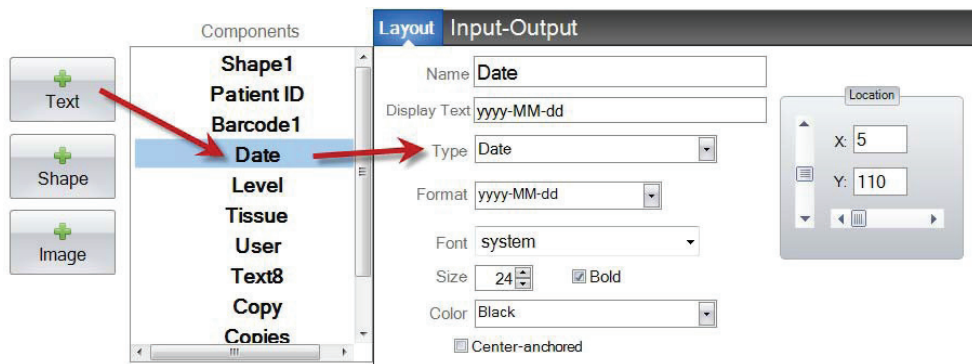 Components
Text
Shape
Image
Shape1
Patient ID
Barcode1
Date
Level
Tissue
User
Text8
Copy
Copies
Layout Input-Output
Name Date
Display Text yyyy-MM-dd
Type Date
Format yyyy-MM-dd
Font system
Size 24 Bold
Color Black
Center-anchored
Location
X: 5
Y: 110